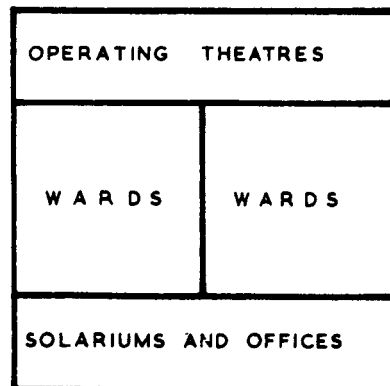 OPERATING THEATRES
WARDS WARDS
SOLARIUMS AND OFFICES